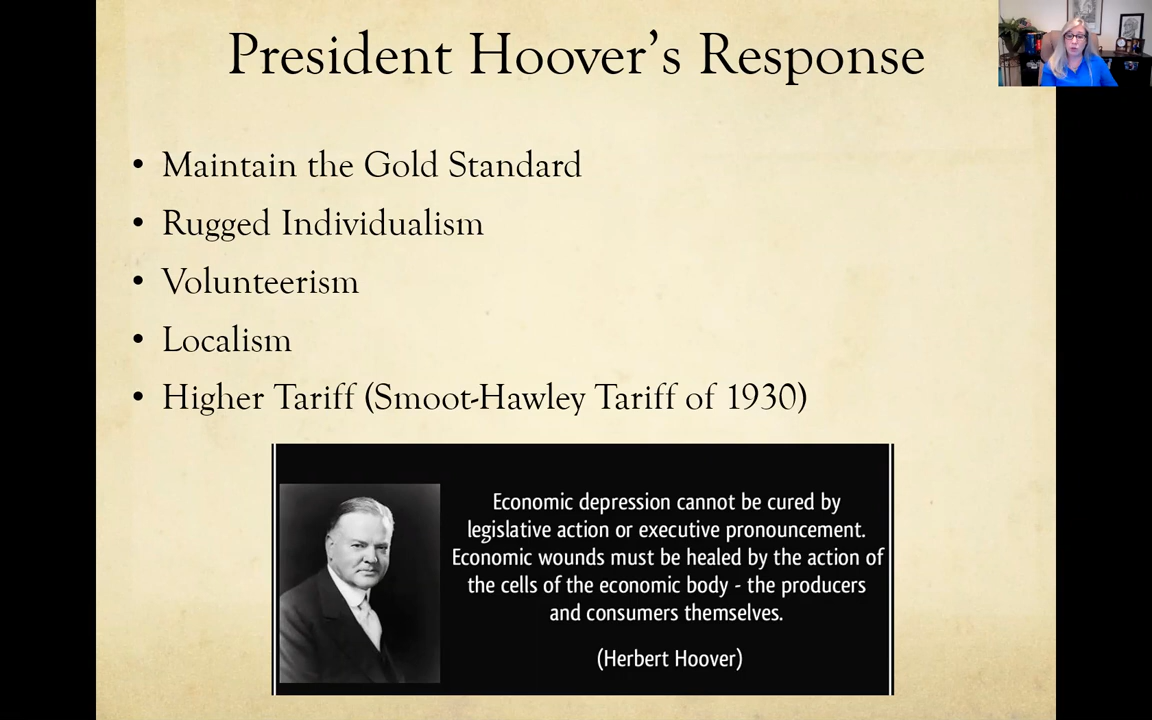 President Hoover's Response
• Maintain the Gold Standard
• Rugged Individualism
• Volunteerism
• Localism
• Higher Tariff (Smoot-Hawley Tariff of 1930)
Economic depression cannot be cured by
legislative action or executive pronouncement.
Economic wounds must be healed by the action of
the cells of the economic body - the producers
and consumers themselves.
(Herbert Hoover)